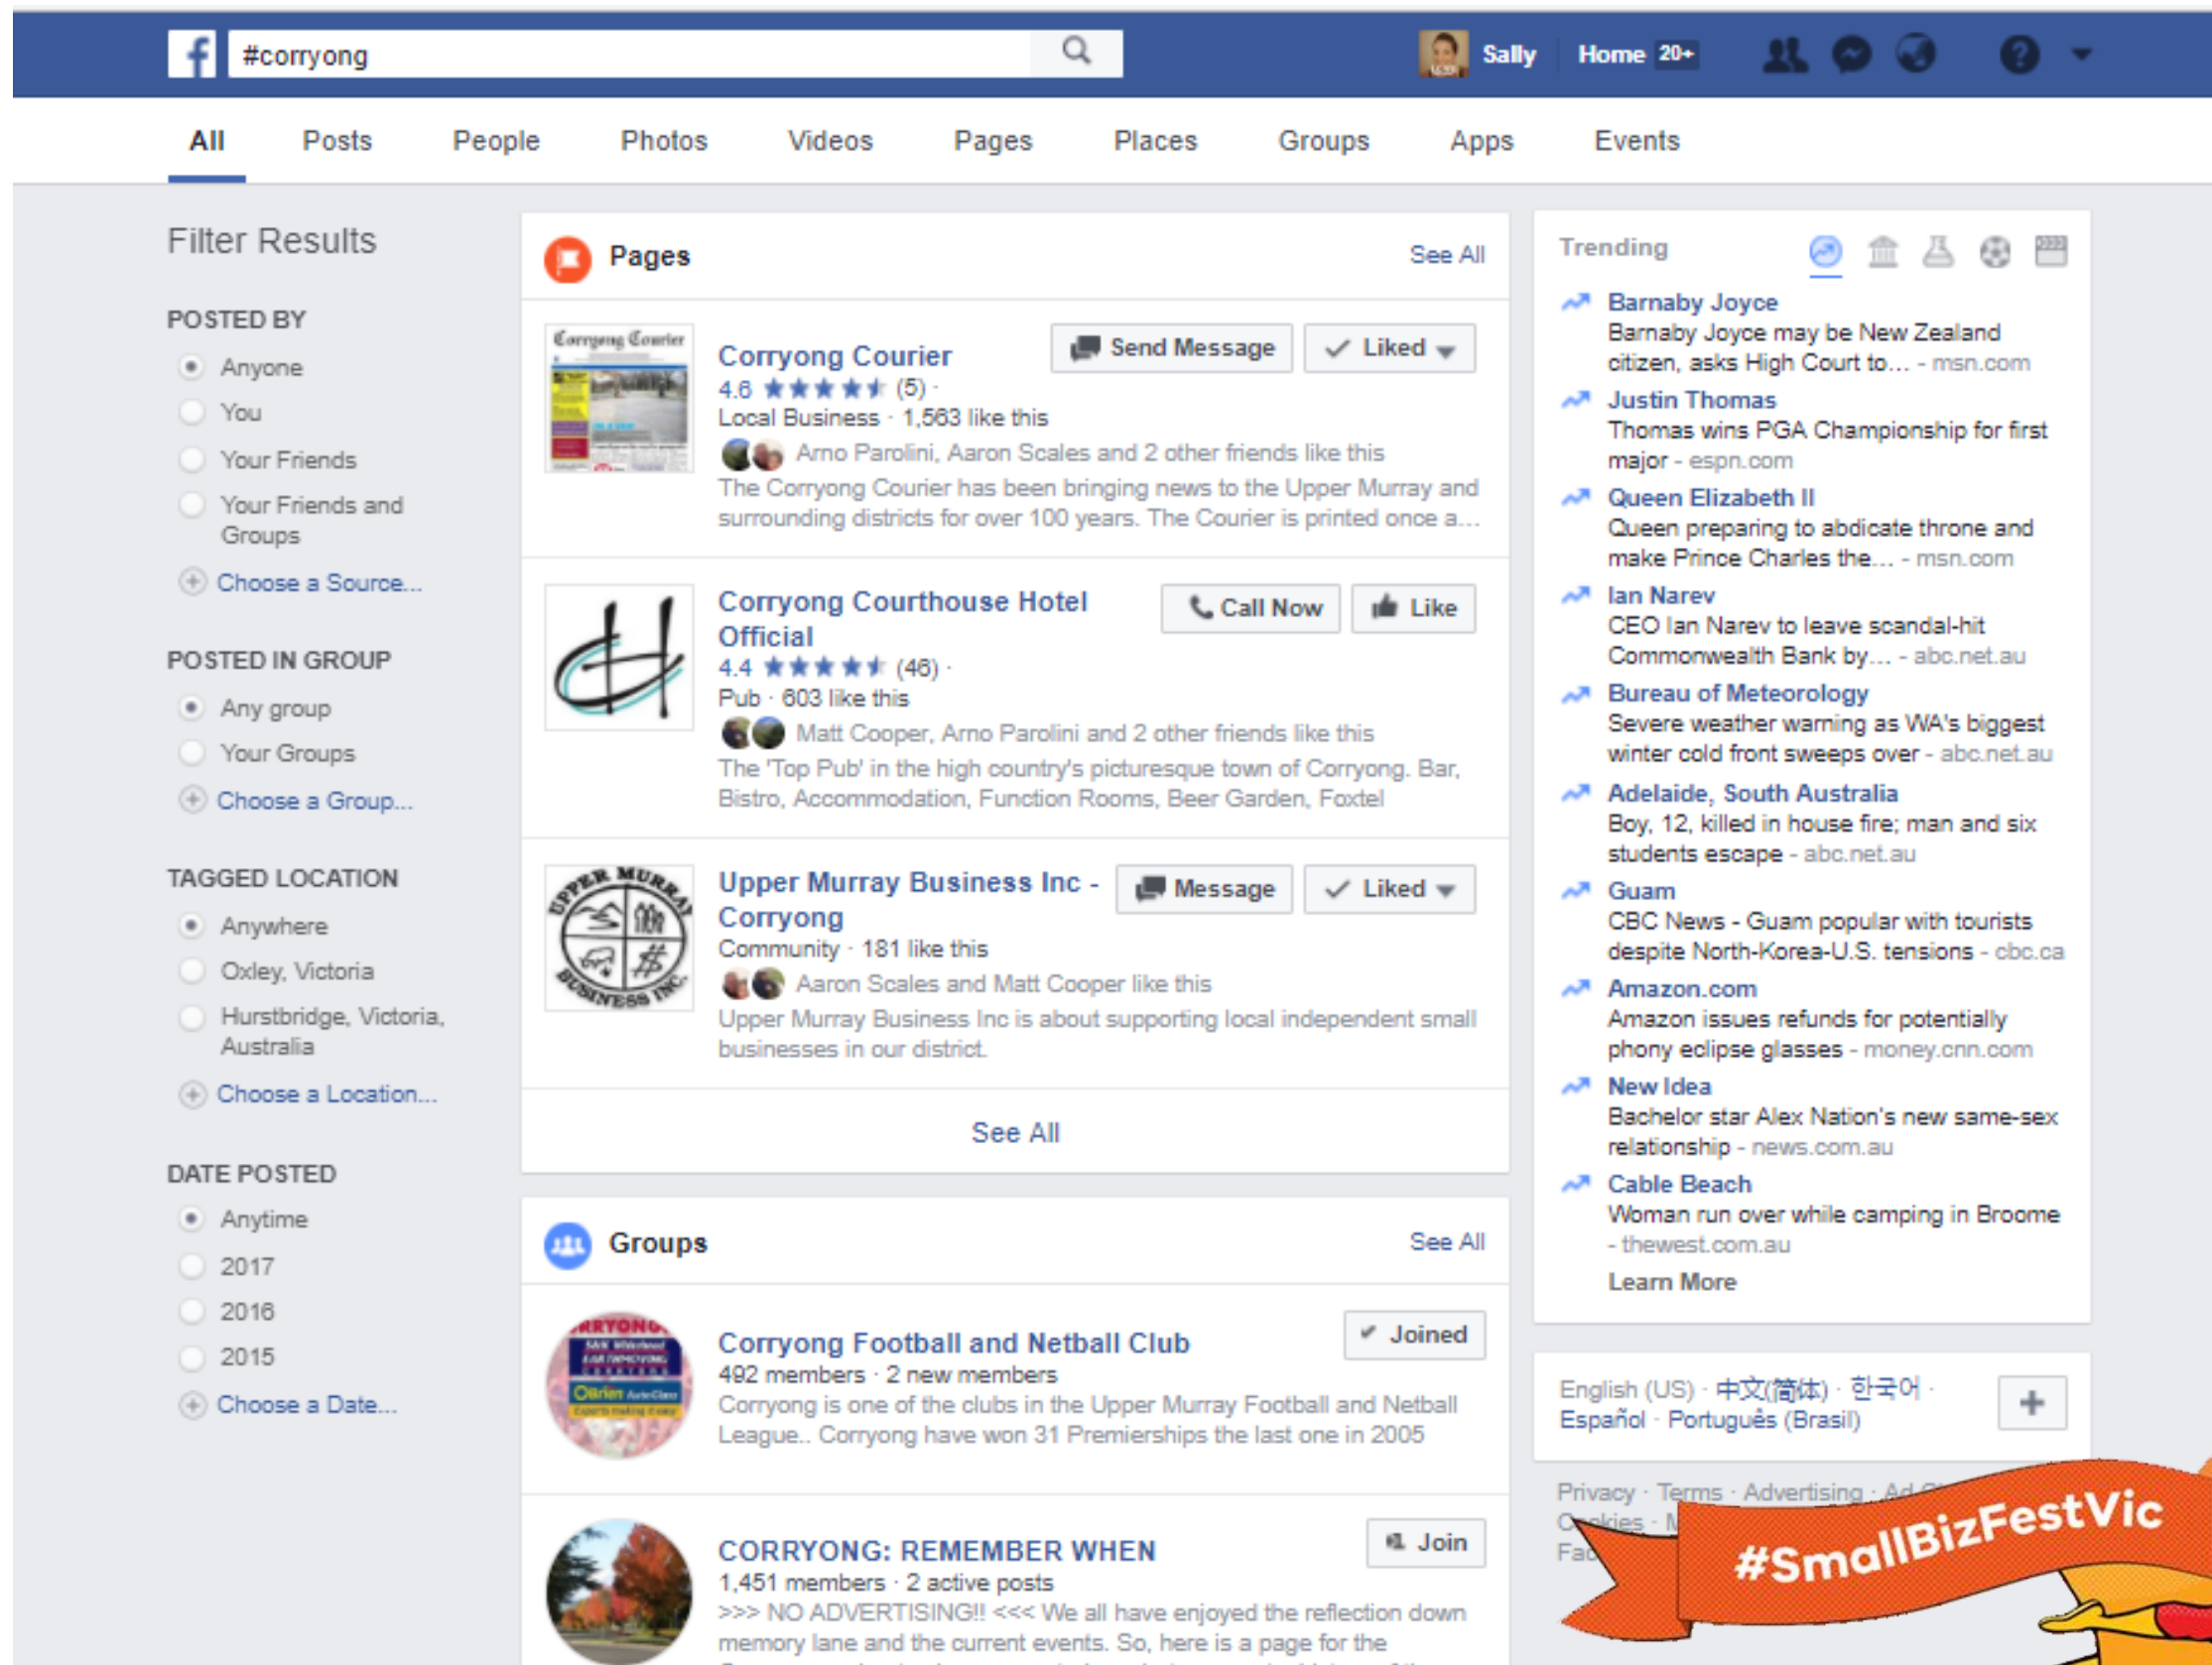 #corryong
Sally
Home 20+
All Posts People Photos Videos Pages Places Groups Apps Events
Filter Results
POSTED BY
Anyone
You
Your Friends
Your Friends and
Groups
Choose a Source...
POSTED IN GROUP
Any group
Your Groups
Choose a Group...
TAGGED LOCATION
Anywhere
Oxley, Victoria
Hurstbridge, Victoria,
Australia
Choose a Location...
DATE POSTED
Anytime
2017
2016
2015
Choose a Date...
Pages
See All
Corryong Courier
Corryong Courier
Send Message
Liked
4.6 (5) ·
Local Business · 1,563 like this
Arno Parolini, Aaron Scales and 2 other friends like this
The Corryong Courier has been bringing news to the Upper Murray and
surrounding districts for over 100 years. The Courier is printed once a...
Corryong Courthouse Hotel
Official
Call Now
Like
4.4 (46) ·
Pub · 603 like this
Matt Cooper, Arno Parolini and 2 other friends like this
The 'Top Pub' in the high country's picturesque town of Corryong. Bar,
Bistro, Accommodation, Function Rooms, Beer Garden, Foxtel
UPPER MURRAY
BUSINESS INC.
Upper Murray Business Inc -
Corryong
Message
Liked
Community · 181 like this
Aaron Scales and Matt Cooper like this
Upper Murray Business Inc is about supporting local independent small
businesses in our district.
See All
Groups
See All
Corryong Football and Netball Club
Joined
492 members · 2 new members
Corryong is one of the clubs in the Upper Murray Football and Netball
League.. Corryong have won 31 Premierships the last one in 2005
CORRYONG: REMEMBER WHEN
Join
1,451 members · 2 active posts
>>> NO ADVERTISING!! <<< We all have enjoyed the reflection down
memory lane and the current events. So, here is a page for the
Trending
Barnaby Joyce
Barnaby Joyce may be New Zealand
citizen, asks High Court to... - msn.com
Justin Thomas
Thomas wins PGA Championship for first
major - espn.com
Queen Elizabeth II
Queen preparing to abdicate throne and
make Prince Charles the... - msn.com
Ian Narev
CEO Ian Narev to leave scandal-hit
Commonwealth Bank by... - abc.net.au
Bureau of Meteorology
Severe weather warning as WA's biggest
winter cold front sweeps over - abc.net.au
Adelaide, South Australia
Boy, 12, killed in house fire; man and six
students escape - abc.net.au
Guam
CBC News - Guam popular with tourists
despite North-Korea-U.S. tensions - cbc.ca
Amazon.com
Amazon issues refunds for potentially
phony eclipse glasses - money.cnn.com
New Idea
Bachelor star Alex Nation's new same-sex
relationship - news.com.au
Cable Beach
Woman run over while camping in Broome
- thewest.com.au
Learn More
English (US) · 中文(简体) · 한국어 ·
Español · Português (Brasil)
Privacy · Terms · Advertising ·
Cookies ·
#SmallBizFestVic